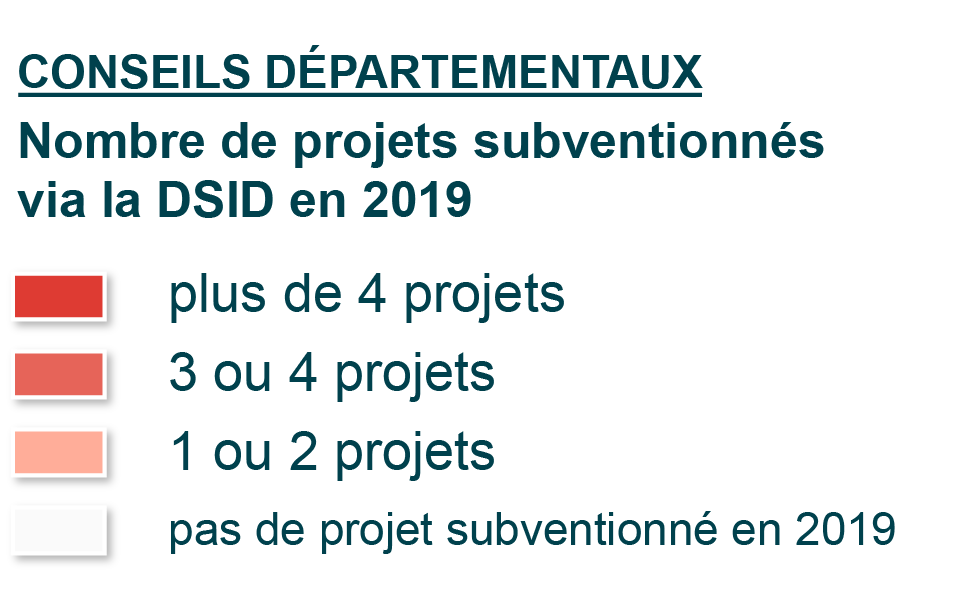 CONSEILS DÉPARTEMENTAUX
Nombre de projets subventionnés
via la DSID en 2019
plus de 4 projets
3 ou 4 projets
1 ou 2 projets
pas de projet subventionné en 2019